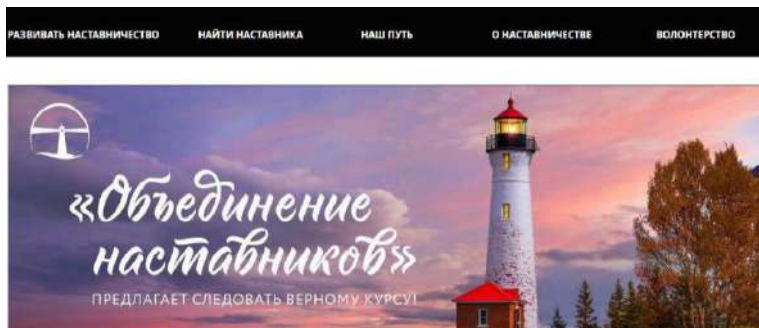 РАЗВИВАТЬ НАСТАВНИЧЕСТВО НАЙТИ НАСТАВНИКА НАШ ПУТЬ О НАСТАВНИЧЕСТВЕ ВОЛОНТЕРСТВО
«Объединение
наставников»
ПРЕДЛАГАЕТ СЛЕДОВАТЬ ВЕРНОМУ КУРСУ!